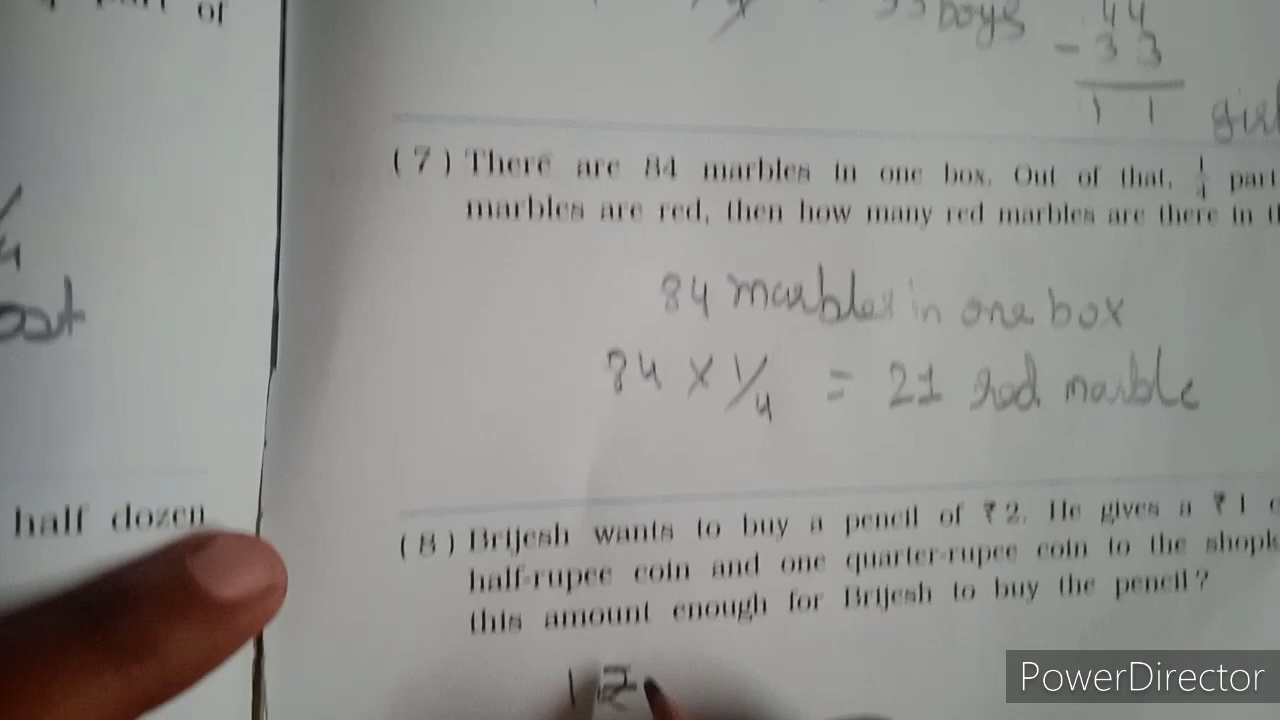 of
boys
44
- 33
11
(7) There are 84 marbles in one box. Out of that, 1/4 part
marbles are red, then how many red marbles are there in
84 marbles in one box
84 × 1/4 = 21 red marble
half dozen
(8) Brijesh wants to buy a pencil of ₹ 2. He gives a ₹ 1
half-rupee coin and one quarter-rupee coin to the
this amount enough for Brijesh to buy the pencil ?
PowerDirector